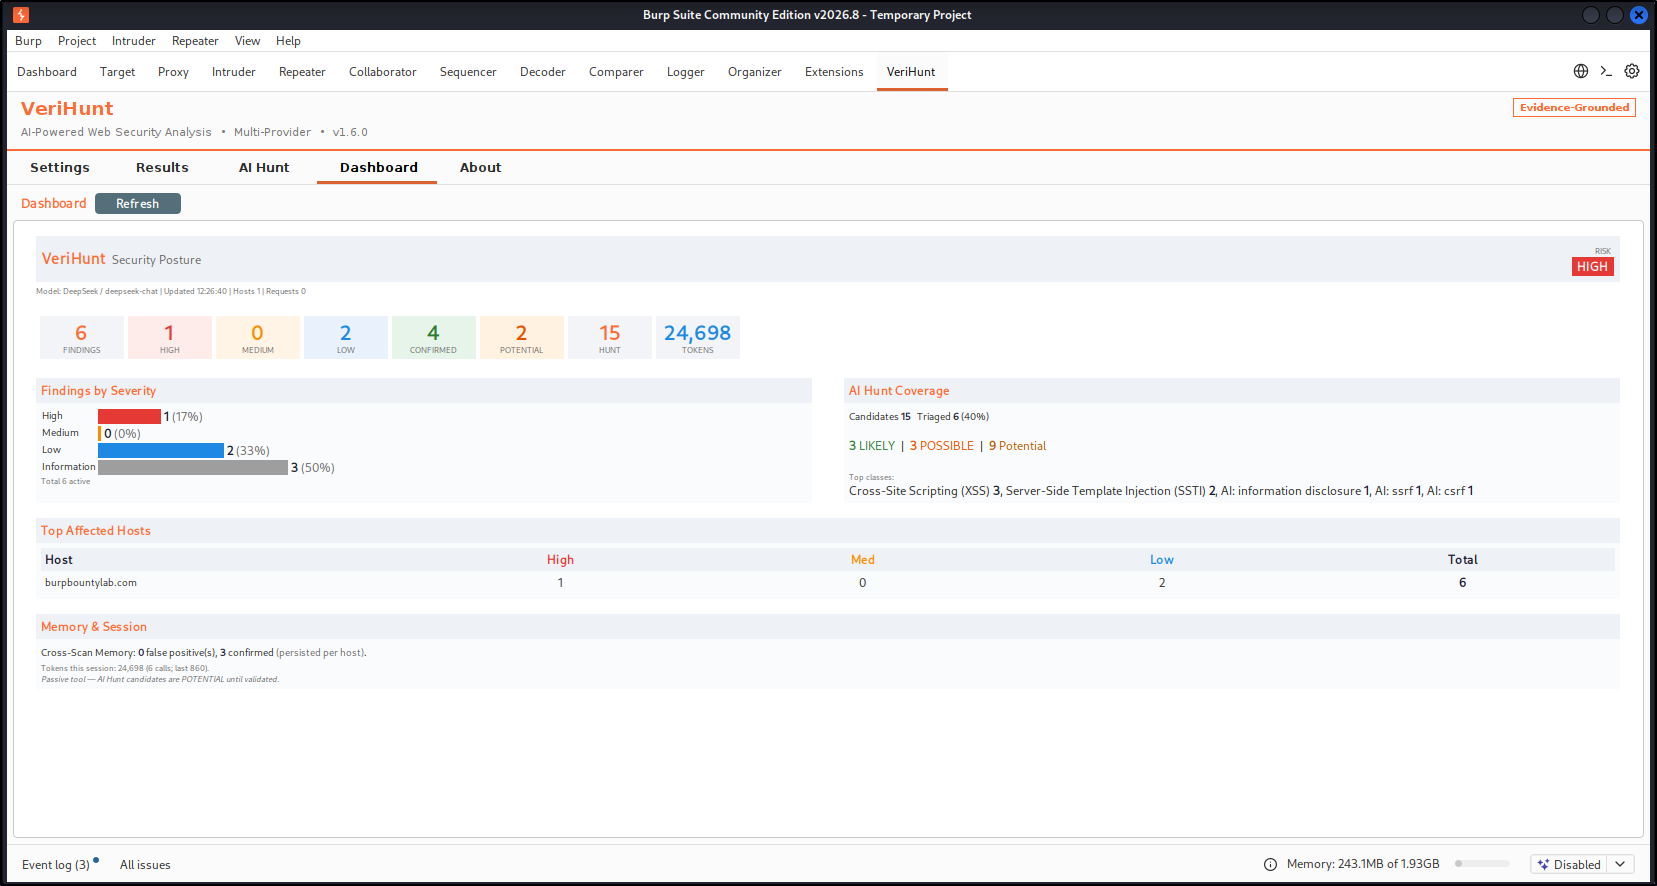 Burp Suite Community Edition v2026.8 - Temporary Project
Burp Project Intruder Repeater View Help
Dashboard Target Proxy Intruder Repeater Collaborator Sequencer Decoder Comparer Logger Organizer Extensions VeriHunt
VeriHunt
Evidence-Grounded
AI-Powered Web Security Analysis • Multi-Provider • v1.6.0
Settings Results AI Hunt Dashboard About
Dashboard Refresh
VeriHunt Security Posture
RISK
HIGH
Model: DeepSeek / deepseek-chat | Updated 12:26:40 | Hosts 1 | Requests 0
6 1 0 2 4 2 15 24,698
FINDINGS HIGH MEDIUM LOW CONFIRMED POTENTIAL HUNT TOKENS
Findings by Severity
High 1 (17%)
Medium 0 (0%)
Low 2 (33%)
Information 3 (50%)
Total 6 active
AI Hunt Coverage
Candidates 15 Triaged 6 (40%)
3 LIKELY | 3 POSSIBLE | 9 Potential
Top classes:
Cross-Site Scripting (XSS) 3, Server-Side Template Injection (SSTI) 2, AI: information disclosure 1, AI: ssrf 1, AI: csrf 1
Top Affected Hosts
Host High Med Low Total
burpbountylab.com 1 0 2 6
Memory & Session
Cross-Scan Memory: 0 false positive(s), 3 confirmed (persisted per host).
Tokens this session: 24,698 (6 calls; last 860).
Passive tool — AI Hunt candidates are POTENTIAL until validated.
Event log (3) All issues Memory: 243.1MB of 1.93GB Disabled